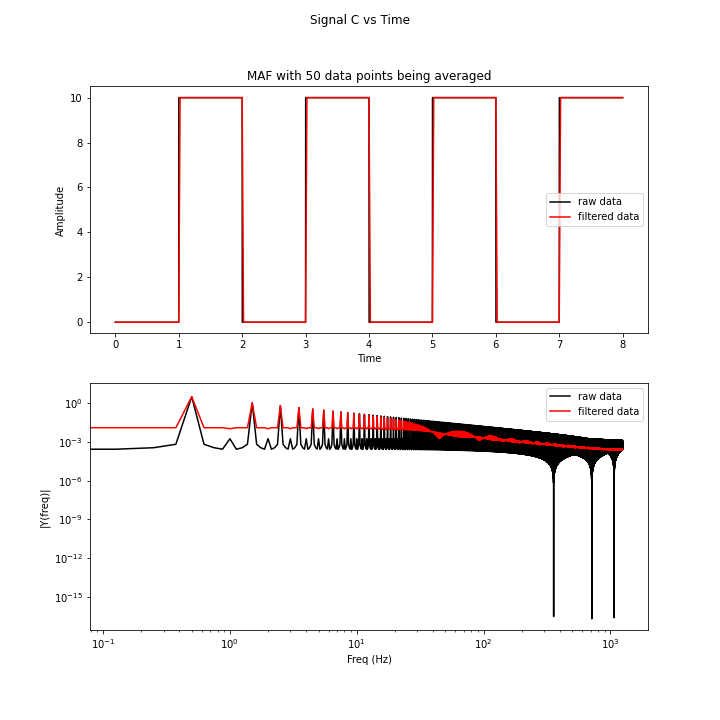 Signal C vs Time
MAF with 50 data points being averaged
10
8
6
4
2
0
Amplitude
raw data
filtered data
0 1 2 3 4 5 6 7 8
Time
raw data
filtered data
10⁰
10⁻³
10⁻⁶
10⁻⁹
10⁻¹²
10⁻¹⁵
|Y(freq)|
10⁻¹ 10⁰ 10¹ 10² 10³
Freq (Hz)